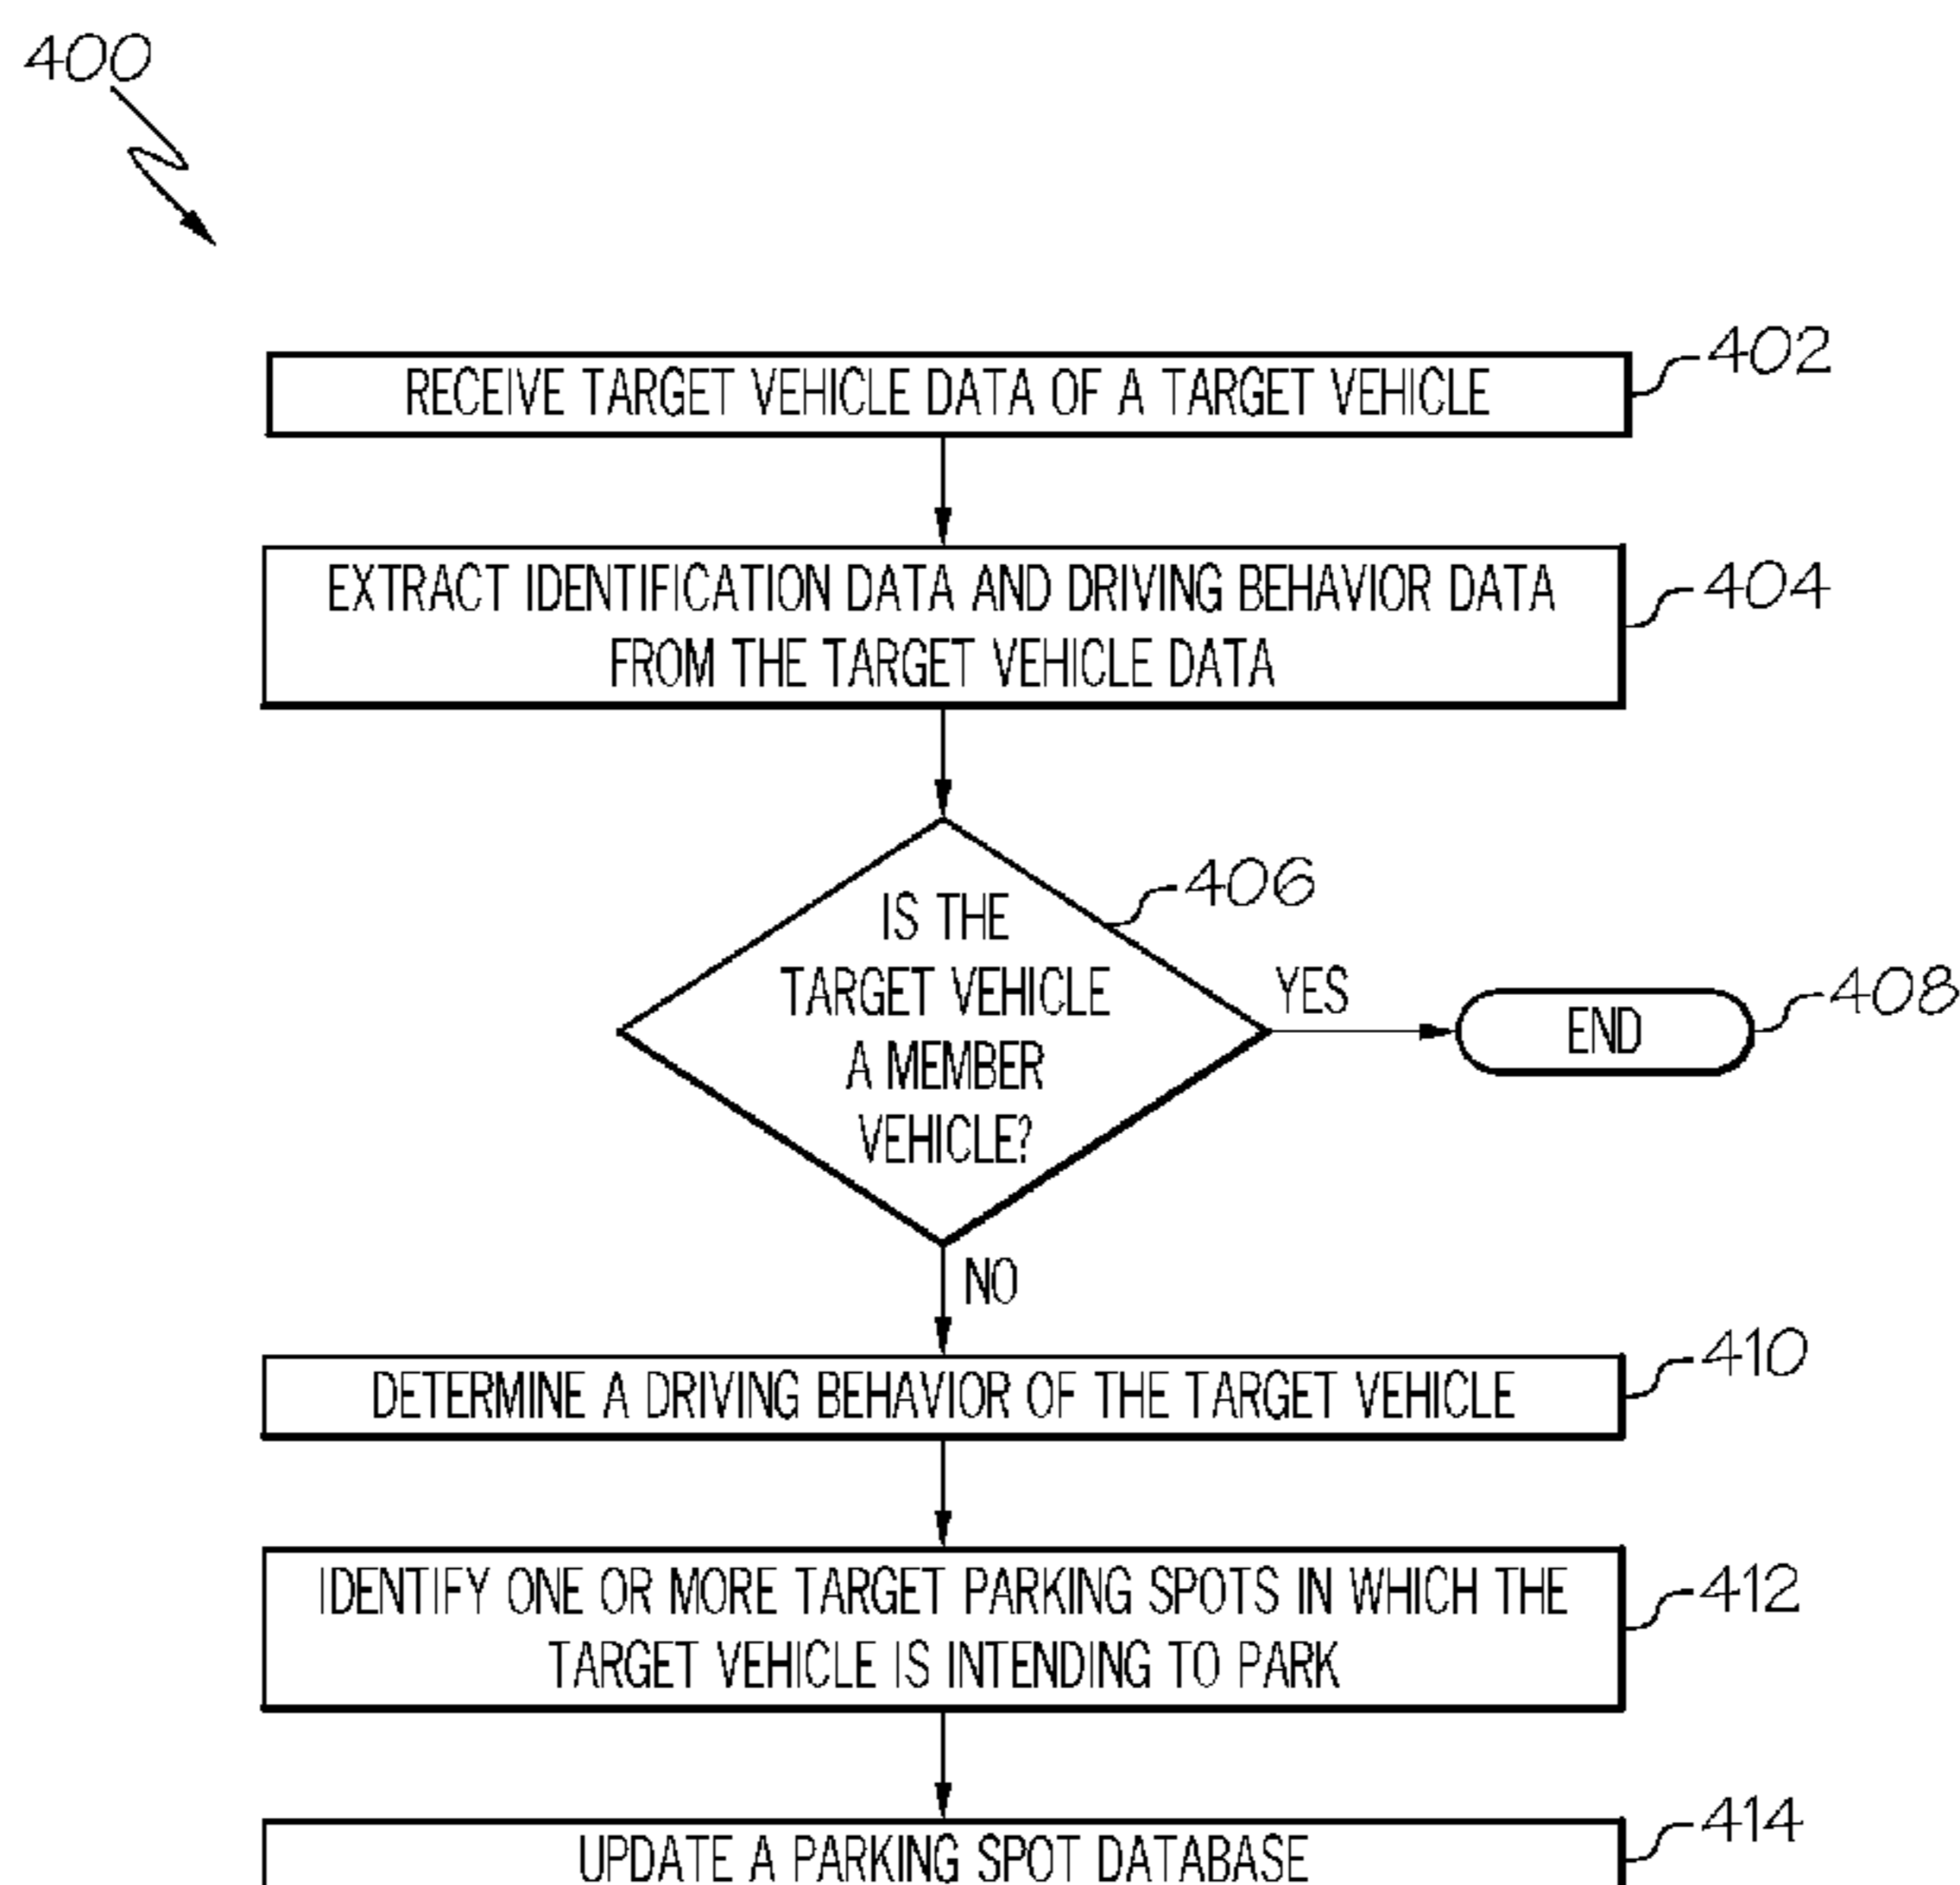 400
RECEIVE TARGET VEHICLE DATA OF A TARGET VEHICLE
402
EXTRACT IDENTIFICATION DATA AND DRIVING BEHAVIOR DATA
FROM THE TARGET VEHICLE DATA
404
IS THE
TARGET VEHICLE
A MEMBER
VEHICLE?
406
YES
END
408
NO
DETERMINE A DRIVING BEHAVIOR OF THE TARGET VEHICLE
410
IDENTIFY ONE OR MORE TARGET PARKING SPOTS IN WHICH THE
TARGET VEHICLE IS INTENDING TO PARK
412
UPDATE A PARKING SPOT DATABASE
414